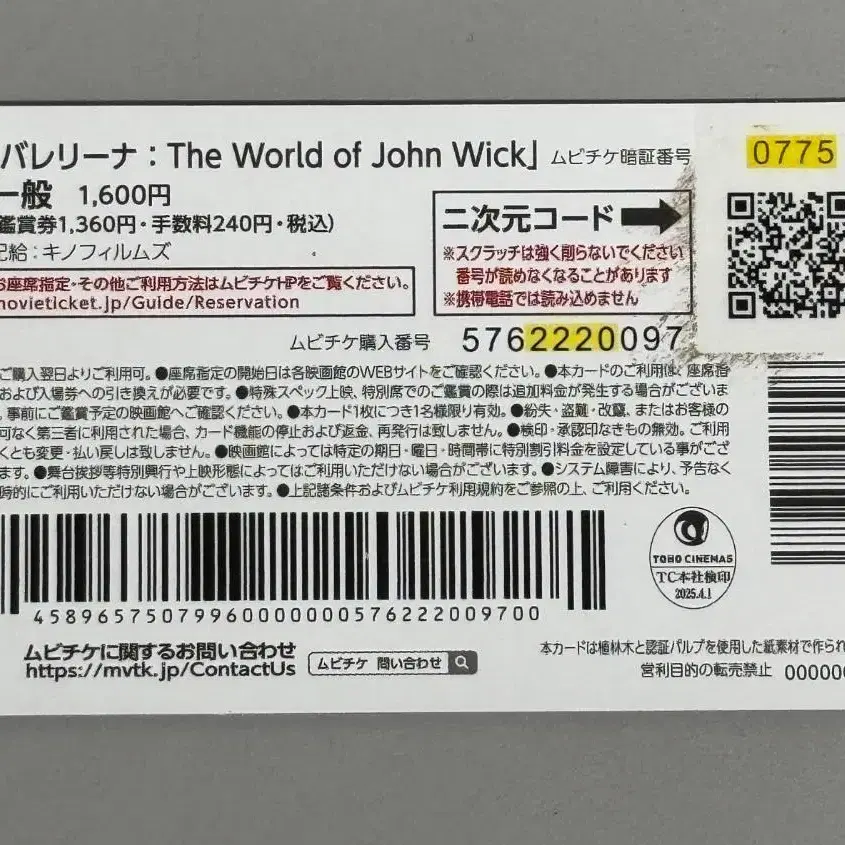 バレリーナ：The World of John Wick」 ムビチケ暗証番号 0775
一般 1,600円
鑑賞券1,360円・手数料240円・税込)
配給：キノフィルムズ
二次元コード
※スクラッチは強く削らないでください
番号が読めなくなることがあります
※携帯電話では読み込めません
お座席指定・その他ご利用方法はムビチケHPをご覧ください。
movieticket.jp/Guide/Reservation
ムビチケ購入番号 5762220097
ご購入翌日よりご利用可。●座席指定の開始日は各映画館のWEBサイトをご確認ください。●本カードのご利用は、座席指
および入場券への引き換えが必要です。●特殊スペック上映、特別席でのご鑑賞の際は追加料金が発生する場合がございま
事前にご鑑賞予定の映画館へご確認ください。●本カード1枚につき1名様限り有効。●紛失・盗難・改竄、またはお客様の
可なく第三者に利用された場合、カード機能の停止および返金、再発行は致しません。●検印・承認印なきもの無効。ご利用
くとも変更・払い戻しは致しません。●映画館によっては特定の期日・曜日・時間帯に特別割引料金を設定している事がござ
ます。●舞台挨拶等特別興行や上映形態によってはご利用いただけない場合がございます。●システム障害により、予告なく
時的にご利用いただけない場合がございます。●上記諸条件およびムビチケ利用規約をご参照の上、ご利用ください。
TOHO CINEMAS
TC本社検印
2025.4.1
4589657507996000000057622200970​0
ムビチケに関するお問い合わせ
https://mvtk.jp/ContactUs
ムビチケ 問い合わせ
本カードは植林木と認証パルプを使用した紙素材で作られ
営利目的の転売禁止 000000